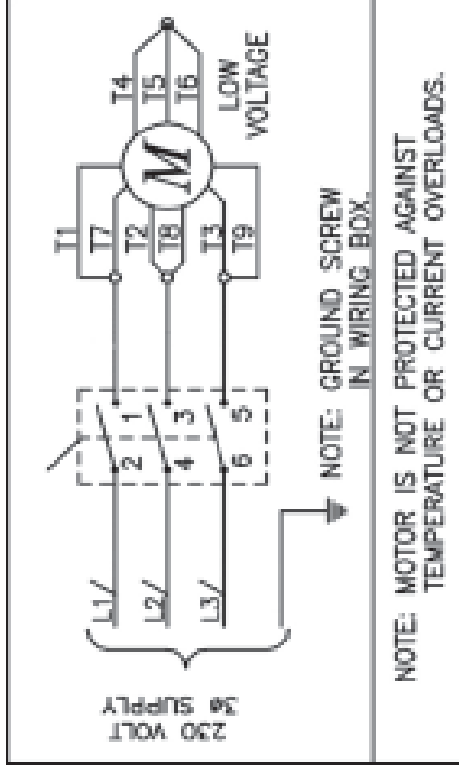 230 VOLT
3ø SUPPLY
L1
L2
L3
2 1
4 3
6 5
T1
T7
T2
T8
T3
T9
M
T4
T5
T6
LOW
VOLTAGE
NOTE: GROUND SCREW
IN WIRING BOX.
NOTE: MOTOR IS NOT PROTECTED AGAINST
TEMPERATURE OR CURRENT OVERLOADS.